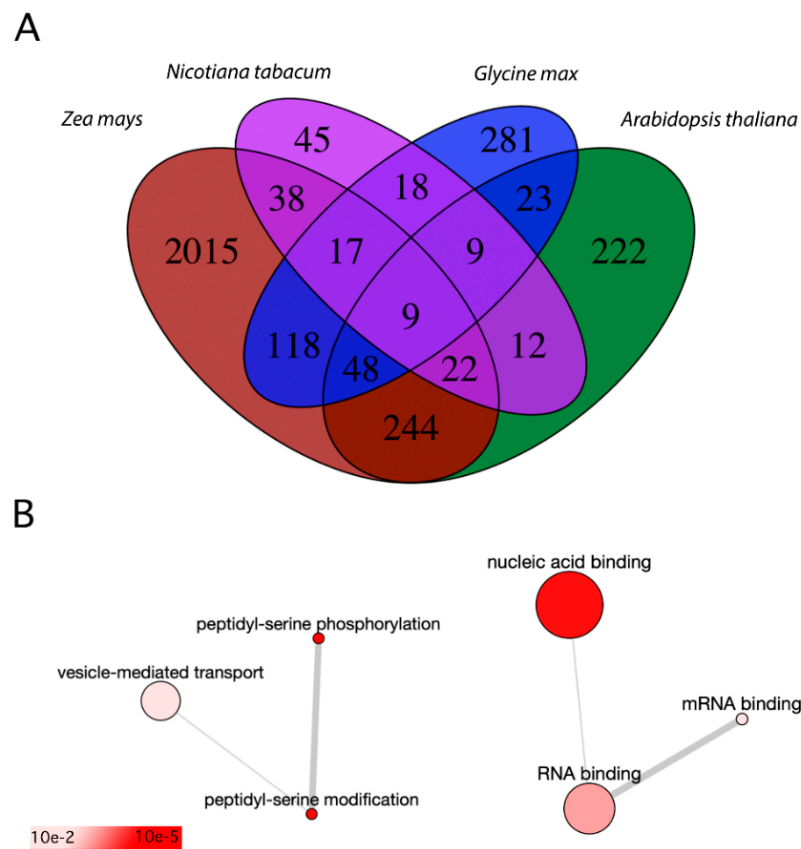 A
Nicotiana tabacum
Glycine max
Zea mays
Arabidopsis thaliana
45
281
38
18
23
2015
17
9
222
9
118
12
48
22
244
B
nucleic acid binding
peptidyl-serine phosphorylation
vesicle-mediated transport
mRNA binding
RNA binding
peptidyl-serine modification
10e-2
10e-5